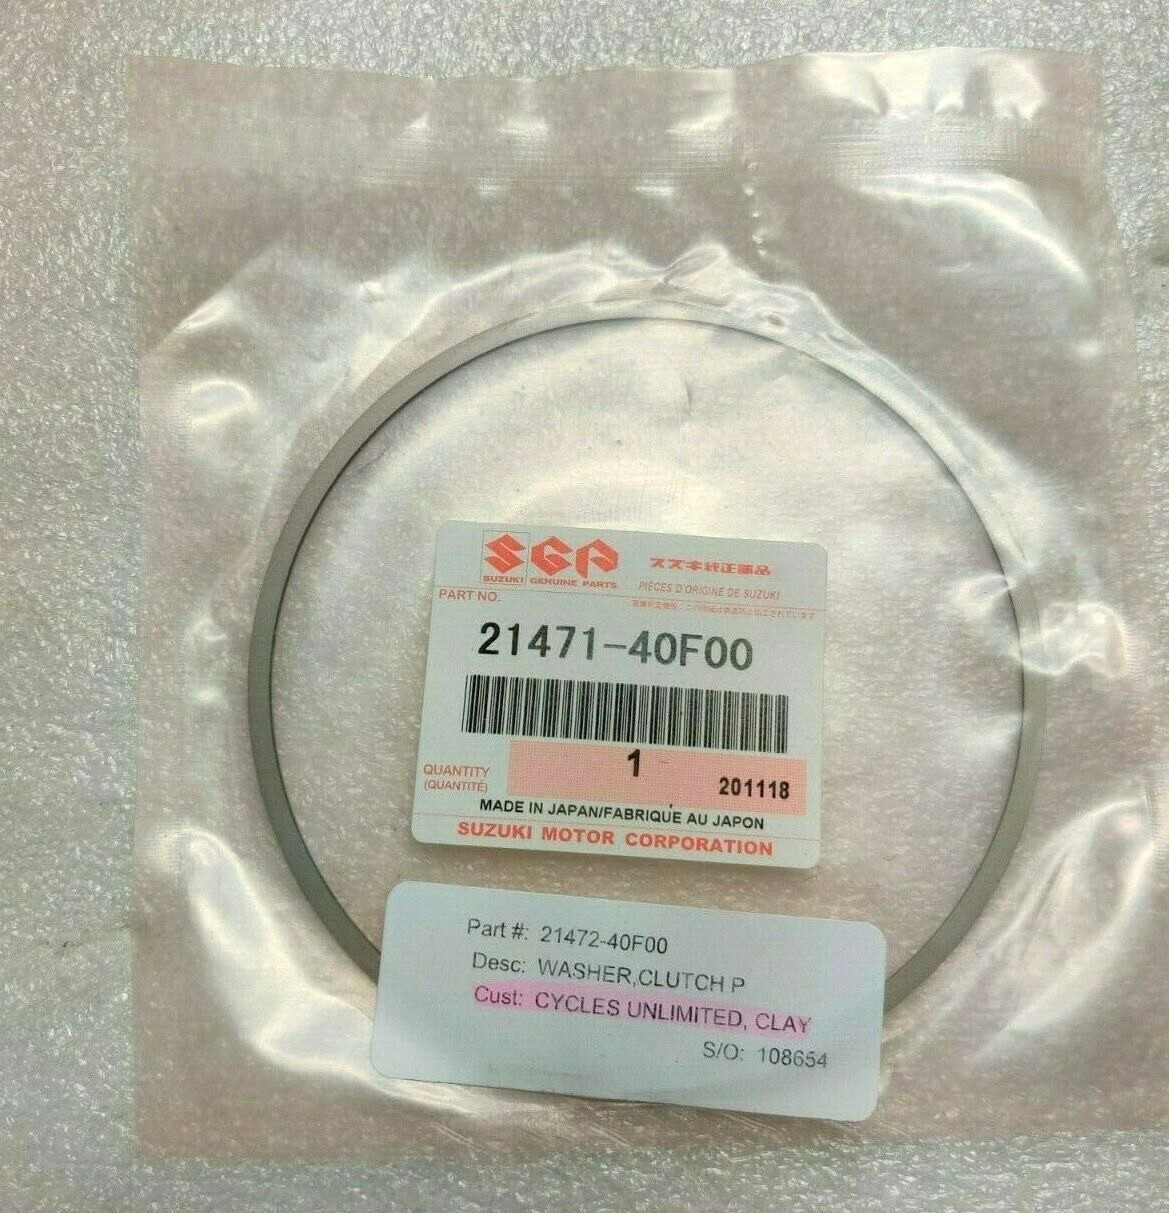 SGP スズキ純正部品
SUZUKI GENUINE PARTS PIÈCES D'ORIGINE DE SUZUKI
PART NO.
21471-40F00
1
QUANTITY
(QUANTITÉ)
201118
MADE IN JAPAN/FABRIQUÉ AU JAPON
SUZUKI MOTOR CORPORATION
Part #: 21472-40F00
Desc: WASHER,CLUTCH P
Cust: CYCLES UNLIMITED, CLAY
S/O: 108654